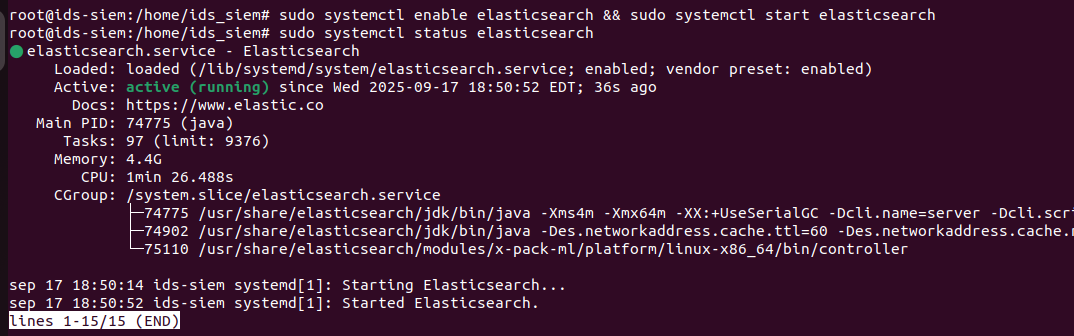 root@ids-siem:/home/ids_siem# sudo systemctl enable elasticsearch && sudo systemctl start elasticsearch
root@ids-siem:/home/ids_siem# sudo systemctl status elasticsearch
● elasticsearch.service - Elasticsearch
     Loaded: loaded (/lib/systemd/system/elasticsearch.service; enabled; vendor preset: enabled)
     Active: active (running) since Wed 2025-09-17 18:50:52 EDT; 36s ago
       Docs: https://www.elastic.co
   Main PID: 74775 (java)
      Tasks: 97 (limit: 9376)
     Memory: 4.4G
        CPU: 1min 26.488s
     CGroup: /system.slice/elasticsearch.service
             ├─74775 /usr/share/elasticsearch/jdk/bin/java -Xms4m -Xmx64m -XX:+UseSerialGC -Dcli.name=server -Dcli.scri
             ├─74902 /usr/share/elasticsearch/jdk/bin/java -Des.networkaddress.cache.ttl=60 -Des.networkaddress.cache.n
             └─75110 /usr/share/elasticsearch/modules/x-pack-ml/platform/linux-x86_64/bin/controller
sep 17 18:50:14 ids-siem systemd[1]: Starting Elasticsearch...
sep 17 18:50:52 ids-siem systemd[1]: Started Elasticsearch.
lines 1-15/15 (END)